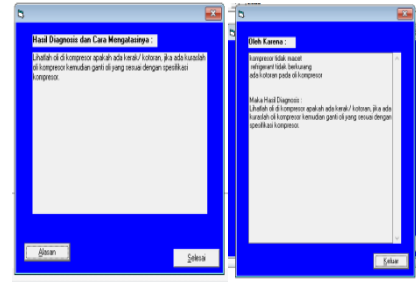 Hasil Diagnosis dan Cara Mengatasinya :
Lihatlah oli di kompresor apakah ada kerak/ kotoran, jika ada kuraslah
oli kompresor kemudian ganti oli yang sesuai dengan spesifikasi
kompresor.
Alasan
Selesai
Oleh Karena :
kompresor tidak macet
refrigerant tidak berkurang
ada kotoran pada oli kompresor
Maka Hasil Diagnosis :
Lihatlah oli di kompresor apakah ada kerak/ kotoran, jika ada
kuraslah oli kompresor kemudian ganti oli yang sesuai dengan
spesifikasi kompresor.
Keluar